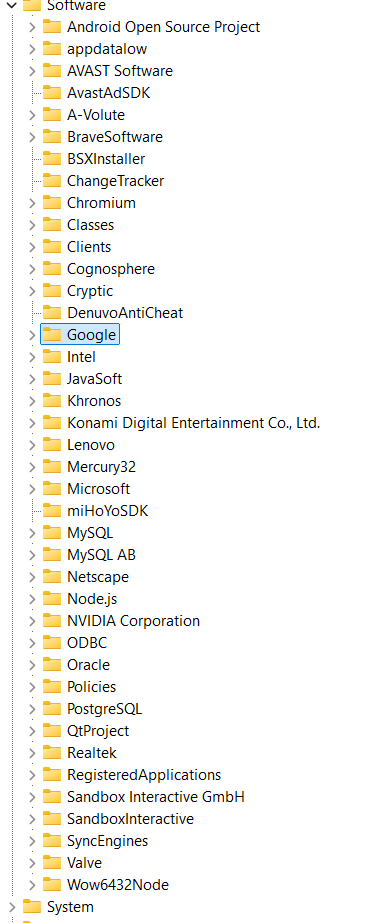 Software
Android Open Source Project
appdatalow
AVAST Software
AvastAdSDK
A-Volute
BraveSoftware
BSXInstaller
ChangeTracker
Chromium
Classes
Clients
Cognosphere
Cryptic
DenuvoAntiCheat
Google
Intel
JavaSoft
Khronos
Konami Digital Entertainment Co., Ltd.
Lenovo
Mercury32
Microsoft
miHoYoSDK
MySQL
MySQL AB
Netscape
Node.js
NVIDIA Corporation
ODBC
Oracle
Policies
PostgreSQL
QtProject
Realtek
RegisteredApplications
Sandbox Interactive GmbH
SandboxInteractive
SyncEngines
Valve
Wow6432Node
System